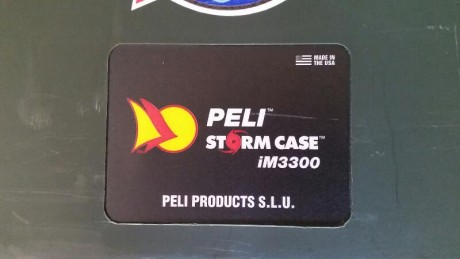 MADE IN
THE USA
PELI™
STORM CASE™
iM3300
PELI PRODUCTS S.L.U.